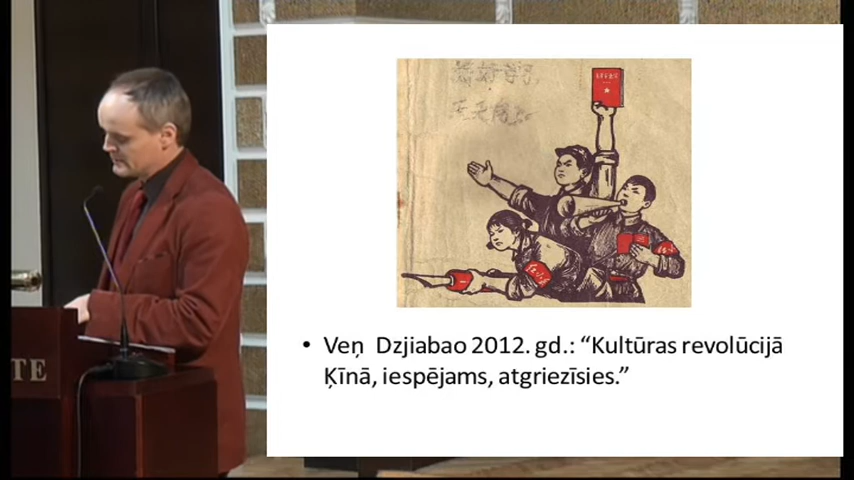 • Veņ  Dzjiabao 2012. gd.: “Kultūras revolūcijā
Ķīnā, iespējams, atgriezīsies.”
TE